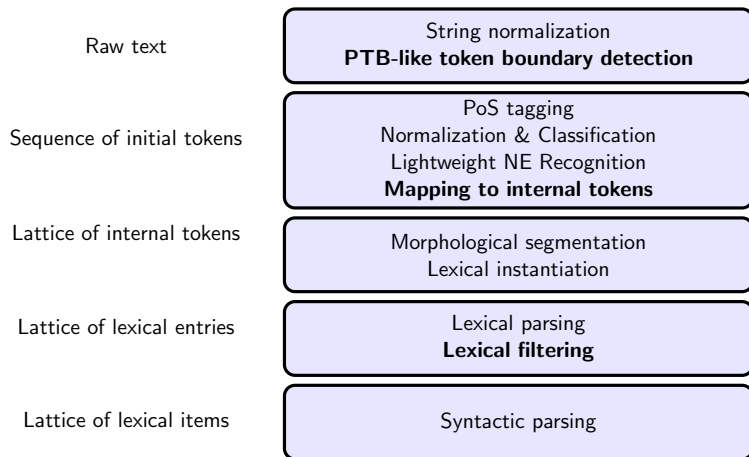 Raw text
String normalization
PTB-like token boundary detection
Sequence of initial tokens
PoS tagging
Normalization & Classification
Lightweight NE Recognition
Mapping to internal tokens
Lattice of internal tokens
Morphological segmentation
Lexical instantiation
Lattice of lexical entries
Lexical parsing
Lexical filtering
Lattice of lexical items
Syntactic parsing